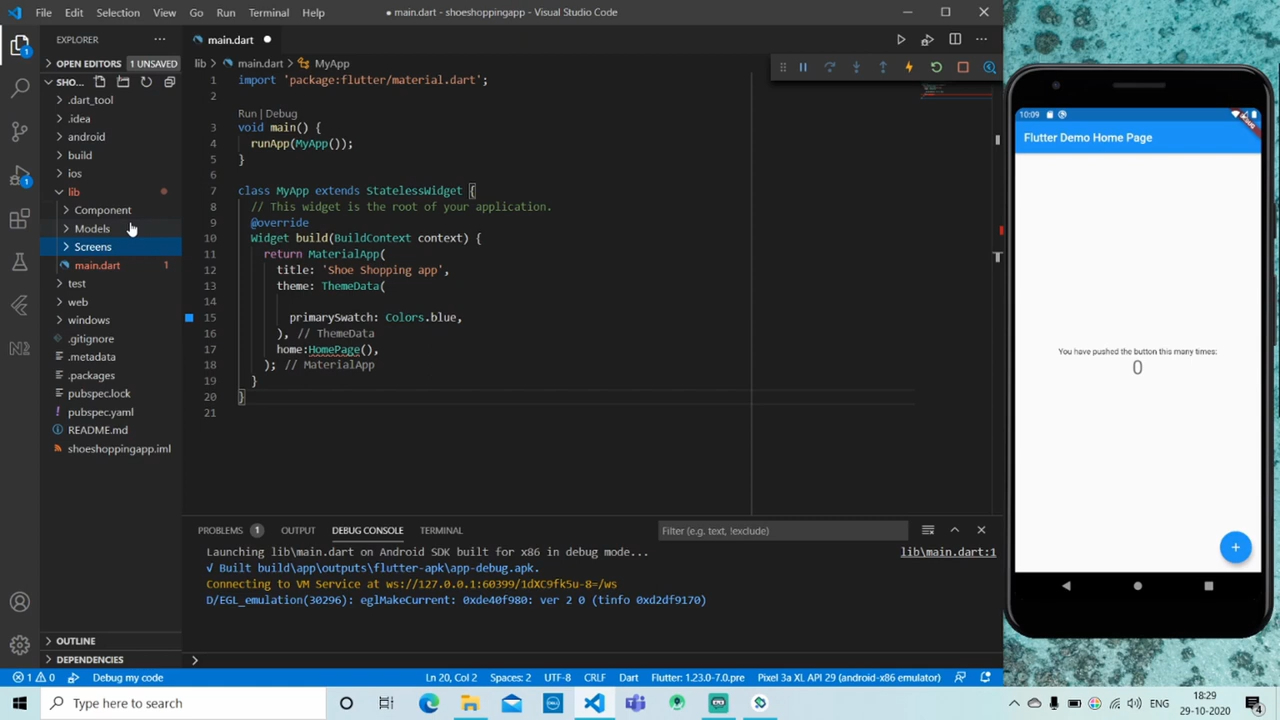 File Edit Selection View Go Run Terminal Help
● main.dart - shoeshoppingapp - Visual Studio Code
EXPLORER
main.dart
OPEN EDITORS 1 UNSAVED
lib > main.dart > MyApp
SHO...
.dart_tool
.idea
android
build
ios
lib
Component
Models
Screens
main.dart 1
test
web
windows
.gitignore
.metadata
.packages
pubspec.lock
pubspec.yaml
README.md
shoeshoppingapp.iml
OUTLINE
DEPENDENCIES
1 import 'package:flutter/material.dart';
2
Run | Debug
3 void main() {
4 runApp(MyApp());
5 }
6
7 class MyApp extends StatelessWidget {
8 // This widget is the root of your application.
9 @override
10 Widget build(BuildContext context) {
11 return MaterialApp(
12 title: 'Shoe Shopping app',
13 theme: ThemeData(
14
15 primarySwatch: Colors.blue,
16 ), // ThemeData
17 home:HomePage(),
18 ); // MaterialApp
19 }
20 }
21
PROBLEMS 1 OUTPUT DEBUG CONSOLE TERMINAL
Filter (e.g. text, !exclude)
Launching lib\main.dart on Android SDK built for x86 in debug mode...
lib\main.dart:1
√ Built build\app\outputs\flutter-apk\app-debug.apk.
Connecting to VM Service at ws://127.0.0.1:60399/1dXC9fk5u-8=/ws
D/EGL_emulation(30296): eglMakeCurrent: 0xde40f980: ver 2 0 (tinfo 0xd2df9170)
1 0 Debug my code
Ln 20, Col 2 Spaces: 2 UTF-8 CRLF Dart Flutter: 1.23.0-7.0.pre Pixel 3a XL API 29 (android-x86 emulator)
10:09
Flutter Demo Home Page
You have pushed the button this many times:
0
Type here to search
ENG
18:29
29-10-2020
4